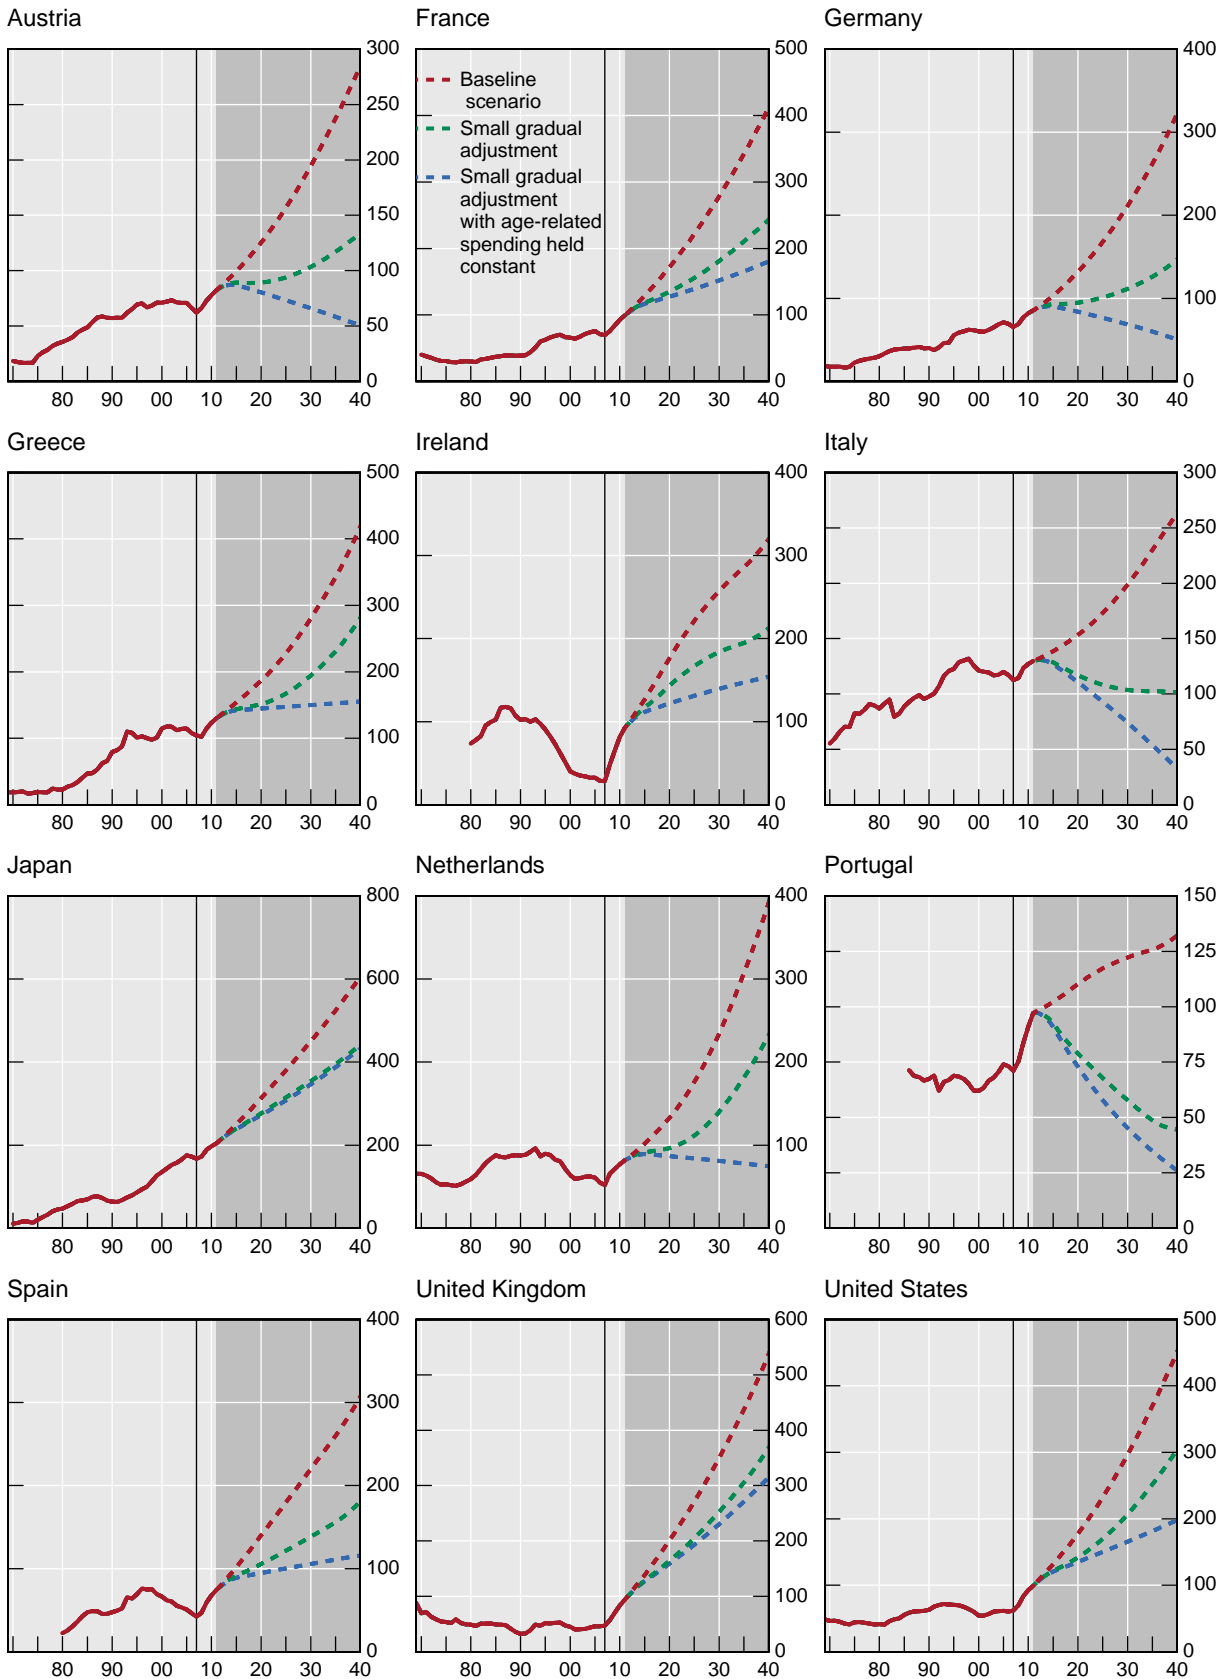 Austria
France
Germany
300
250
200
150
100
50
0
80 90 00 10 20 30 40
Baseline
scenario
Small gradual
adjustment
Small gradual
adjustment
with age-related
spending held
constant
500
400
300
200
100
0
80 90 00 10 20 30 40
400
300
200
100
0
80 90 00 10 20 30 40
Greece
Ireland
Italy
500
400
300
200
100
0
80 90 00 10 20 30 40
400
300
200
100
0
80 90 00 10 20 30 40
300
250
200
150
100
50
0
80 90 00 10 20 30 40
Japan
Netherlands
Portugal
800
600
400
200
0
80 90 00 10 20 30 40
400
300
200
100
0
80 90 00 10 20 30 40
150
125
100
75
50
25
0
80 90 00 10 20 30 40
Spain
United Kingdom
United States
400
300
200
100
0
80 90 00 10 20 30 40
600
500
400
300
200
100
0
80 90 00 10 20 30 40
500
400
300
200
100
0
80 90 00 10 20 30 40